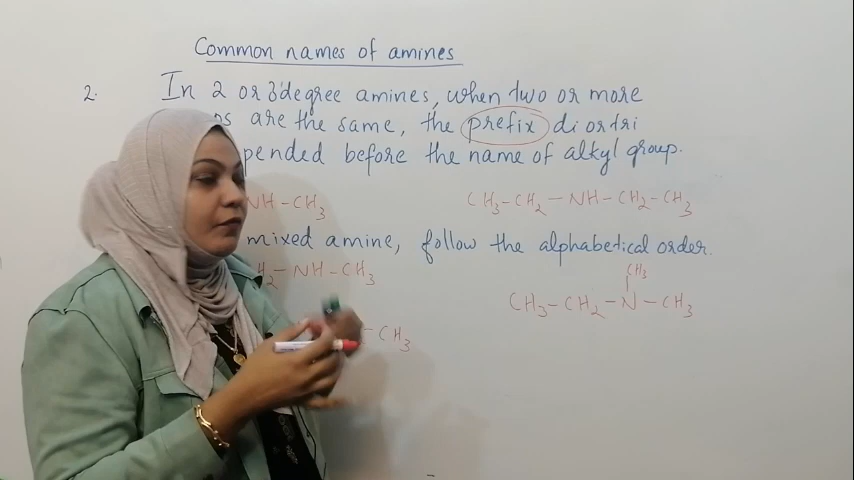 Common names of amines
2. In 2 or 3°degree amines, when two or more
are the same, the prefix di or tri
before the name of alkyl group.
NH-CH3 CH3-CH2-NH-CH2-CH3
mixed amine, follow the alphabetical order.
-NH-CH3 CH3
CH3-CH2-N-CH3
-CH3